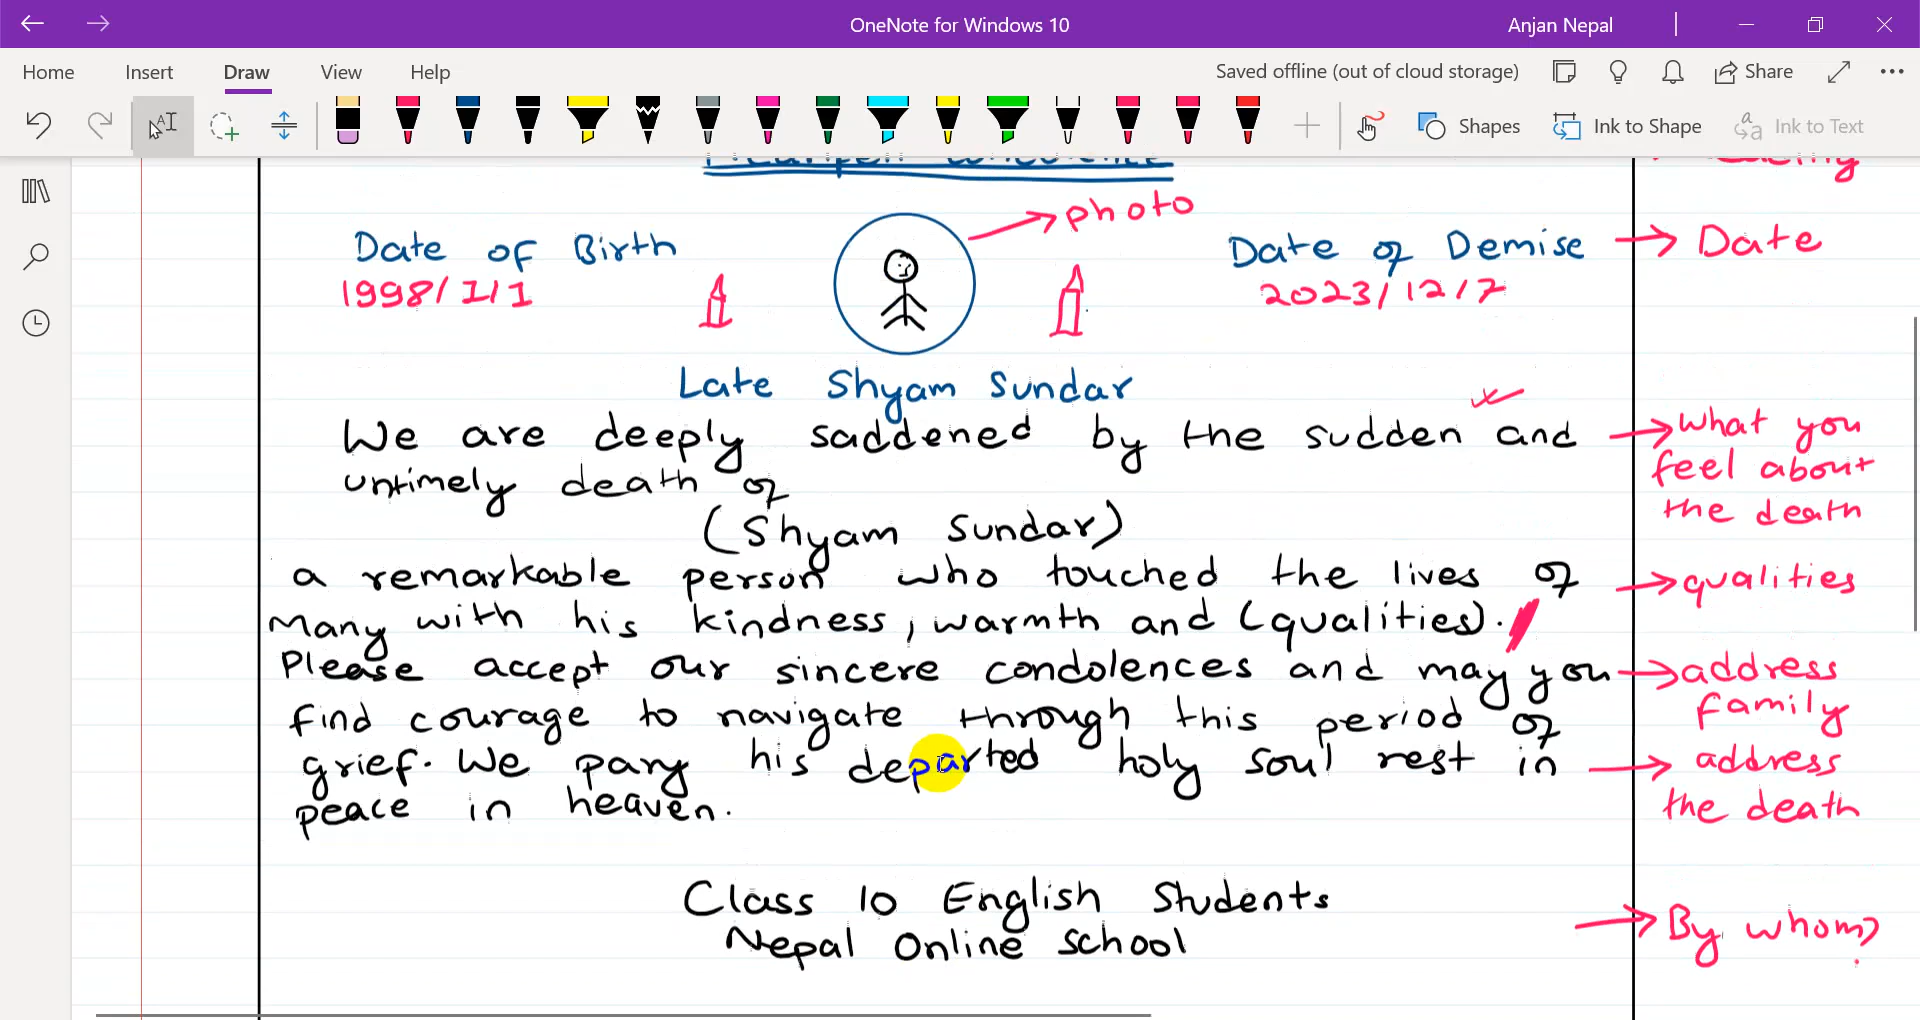 OneNote for Windows 10
Anjan Nepal
Home Insert Draw View Help
Saved offline (out of cloud storage)
Share
Shapes
Ink to Shape
Ink to Text
photo
Date of Birth
Date of Demise
Date
1998/1/1
2023/12/7
Late Shyam Sundar
We are deeply saddened by the sudden and
untimely death of
what you
feel about
the death
(Shyam Sundar)
a remarkable person who touched the lives of
qualities
many with his kindness, warmth and (qualities).
Please accept our sincere condolences and may you
address
family
find courage to navigate through this period of
grief. We pary his departed holy soul rest in
address
the death
peace in heaven.
Class 10 English Students
Nepal Online School
By whom?